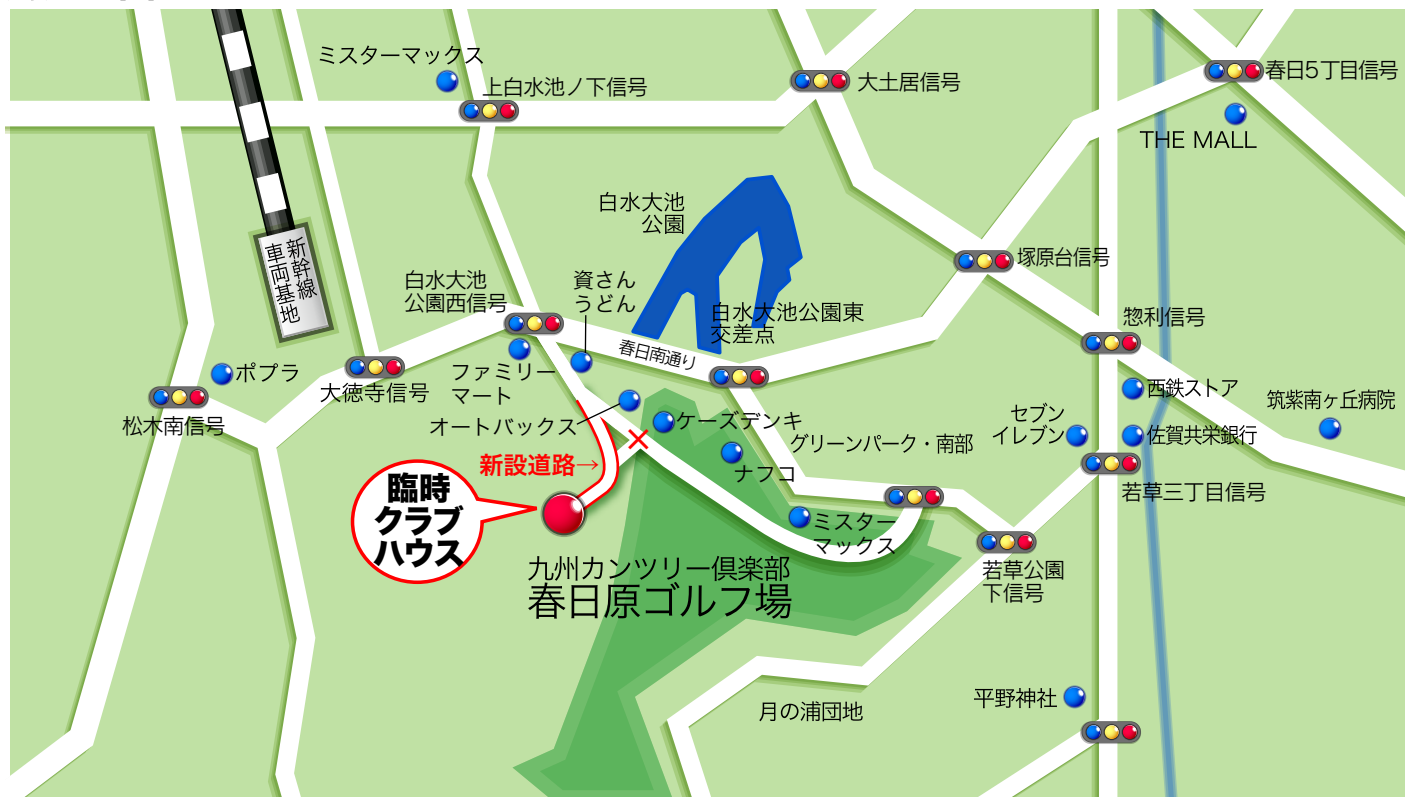 ミスターマックス
上白水池ノ下信号
大土居信号
春日5丁目信号
THE MALL
白水大池
公園
新幹線
車両基地
白水大池
公園西信号
資さん
うどん
塚原台信号
白水大池公園東
交差点
惣利信号
春日南通り
ポプラ
大徳寺信号
ファミリー
マート
西鉄ストア
筑紫南ヶ丘病院
松木南信号
オートバックス
ケーズデンキ
グリーンパーク・南部
セブン
イレブン
佐賀共栄銀行
新設道路→
ナフコ
若草三丁目信号
臨時
クラブ
ハウス
ミスター
マックス
九州カンツリー倶楽部
春日原ゴルフ場
若草公園
下信号
平野神社
月の浦団地